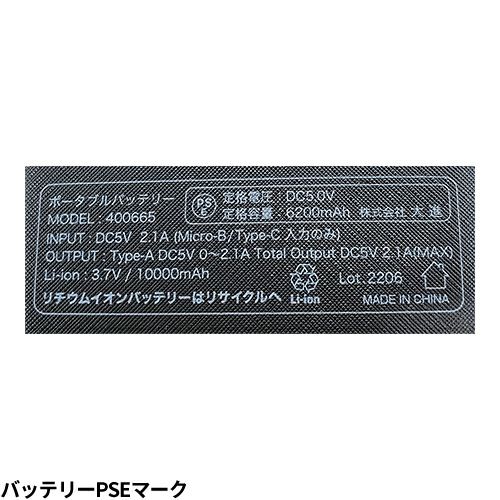 ポータブルバッテリー
MODEL : 400665
PS
E
定格電圧 : DC5.0V
定格容量 : 6200mAh 株式会社 大進
INPUT : DC5V 2.1A (Micro-B/Type-C 入力のみ)
OUTPUT : Type-A DC5V 0～2.1A Total Output DC5V 2.1A(MAX)
Li-ion : 3.7V / 10000mAh
リチウムイオンバッテリーはリサイクルへ
Li-ion
Lot. 2206
MADE IN CHINA
バッテリーPSEマーク